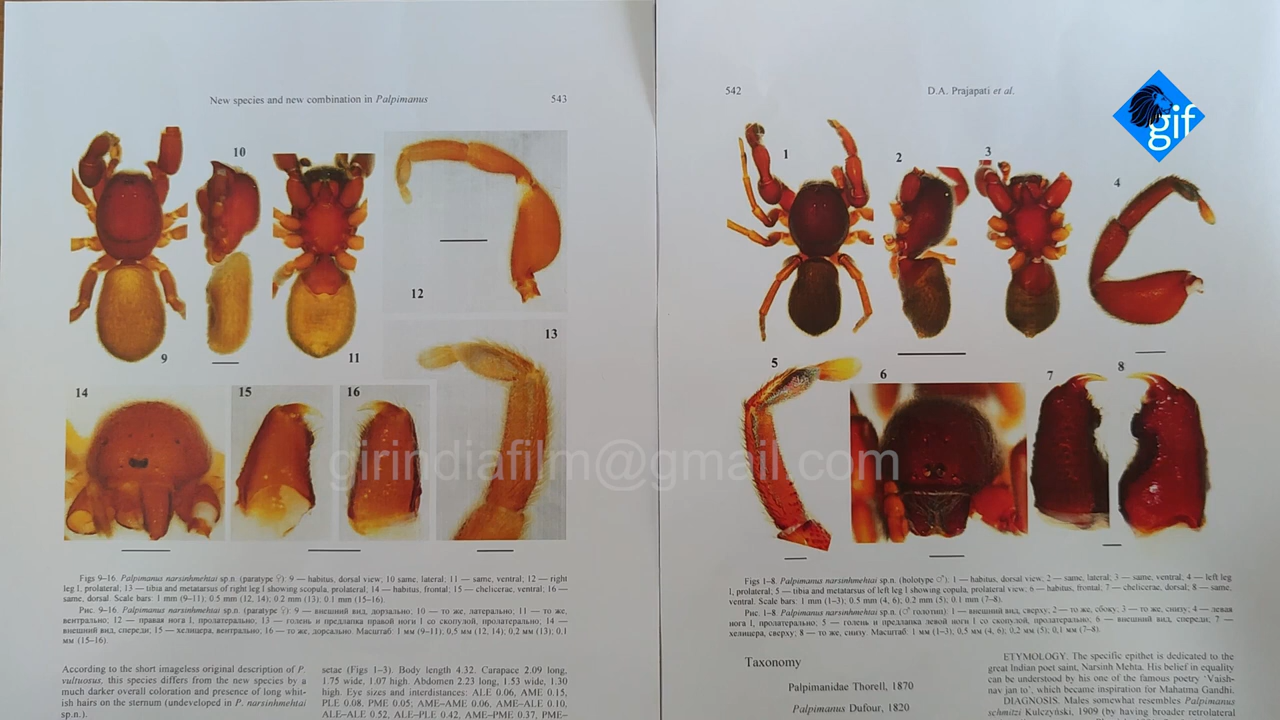 New species and new combination in Palpimanus 543
10
12
13
9
11
14
15
16
Figs 9–16. Palpimanus narsinhmehtai sp.n. (paratype ♀): 9 — habitus, dorsal view; 10 same, lateral; 11 — same, ventral; 12 — right
leg I, prolateral; 13 — tibia and metatarsus of right leg I showing scopula, prolateral; 14 — habitus, frontal; 15 — chelicerae, ventral; 16 —
same, dorsal. Scale bars: 1 mm (9–11); 0.5 mm (12, 14); 0.2 mm (13); 0.1 mm (15–16).
Рис. 9–16. Palpimanus narsinhmehtai sp.n. (paratype ♀): 9 — внешний вид, дорзально; 10 — то же, латерально; 11 — то же,
вентрально; 12 — правая нога I, пролатерально; 13 — голень и предлапка правой ноги I со скопулой, пролатерально; 14 —
внешний вид, спереди; 15 — хелицера, вентрально; 16 — то же, дорсально. Масштаб: 1 мм (9–11); 0,5 мм (12, 14); 0,2 мм (13); 0,1
мм (15–16).
According to the short imageless original description of P.
vultuosus, this species differs from the new species by a
much darker overall coloration and presence of long whit-
ish hairs on the sternum (undeveloped in P. narsinhmehtai
sp.n.).
setae (Figs 1–3). Body length 4.32. Carapace 2.09 long,
1.75 wide, 1.07 high. Abdomen 2.23 long, 1.53 wide, 1.30
high. Eye sizes and interdistances: ALE 0.06, AME 0.15,
PLE 0.08, PME 0.05; AME–AME 0.06, AME–ALE 0.10,
ALE–ALE 0.52, ALE–PLE 0.42, AME–PME 0.37, PME–
542 D.A. Prajapati et al.
gif
1
2
3
4
5
6
7
8
Figs 1–8. Palpimanus narsinhmehtai sp.n. (holotype ♂): 1 — habitus, dorsal view; 2 — same, lateral; 3 — same, ventral; 4 — left leg
I, prolateral; 5 — tibia and metatarsus of left leg I showing copula, prolateral view; 6 — habitus, frontal; 7 — chelicerae, dorsal; 8 — same,
ventral. Scale bars: 1 mm (1–3); 0.5 mm (4, 6); 0.2 mm (5); 0.1 mm (7–8).
Рис. 1–8. Palpimanus narsinhmehtai sp.n. (♂ голотип): 1 — внешний вид, сверху; 2 — то же, сбоку; 3 — то же, снизу; 4 — левая
нога I, пролатерально; 5 — голень и предлапка левой ноги I со скопулой, пролатерально; 6 — внешний вид, спереди; 7 —
хелицера, сверху; 8 — то же, снизу. Масштаб: 1 мм (1–3); 0,5 мм (4, 6); 0,2 мм (5); 0,1 мм (7–8).
Taxonomy
Palpimanidae Thorell, 1870
Palpimanus Dufour, 1820
ETYMOLOGY. The specific epithet is dedicated to the
great Indian poet saint, Narsinh Mehta. His belief in equality
can be understood by his one of the famous poetry ‘Vaish-
nav jan to’, which became inspiration for Mahatma Gandhi.
DIAGNOSIS. Males somewhat resembles Palpimanus
schmitzi Kulczyński, 1909 (by having broader retrolateral
girindiafilm@gmail.com